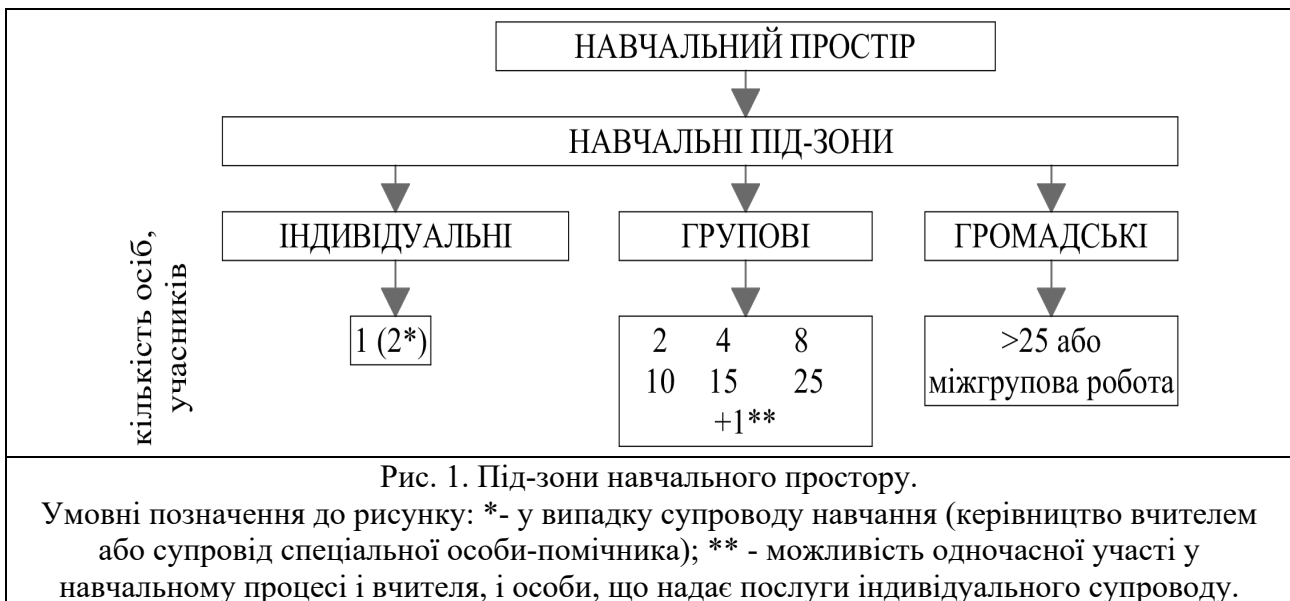 НАВЧАЛЬНИЙ ПРОСТІР
НАВЧАЛЬНІ ПІД-ЗОНИ
ІНДИВІДУАЛЬНІ ГРУПОВІ ГРОМАДСЬКІ
кількість осіб,
учасників
1 (2*)
2 4 8
10 15 25
+1**
>25 або
міжгрупова робота
Рис. 1. Під-зони навчального простору.
Умовні позначення до рисунку: *- у випадку супроводу навчання (керівництво вчителем
або супровід спеціальної особи-помічника); ** - можливість одночасної участі у
навчальному процесі і вчителя, і особи, що надає послуги індивідуального супроводу.